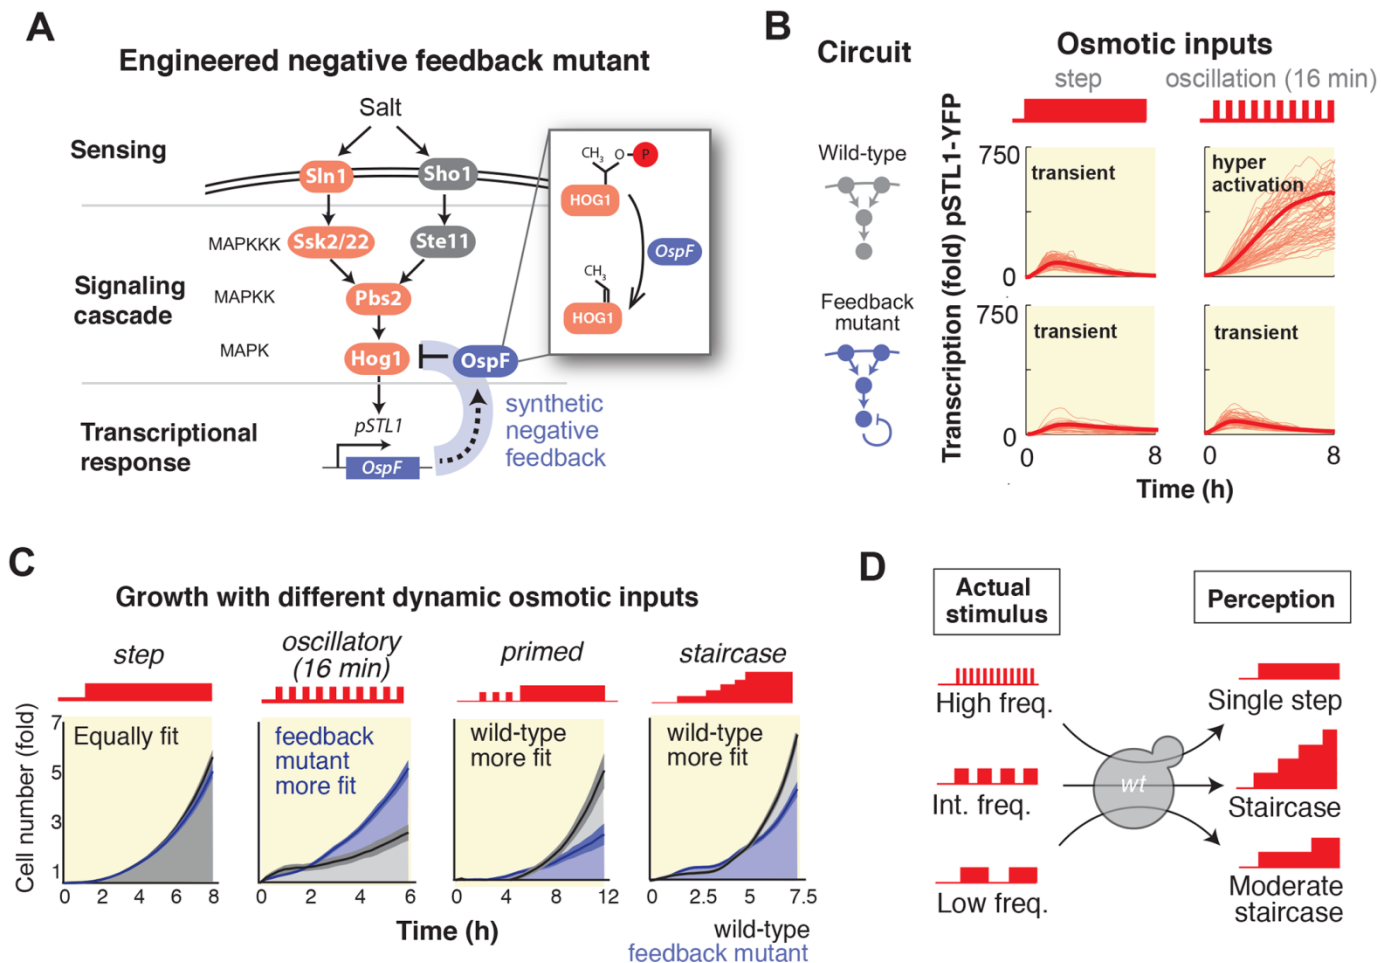 A
Engineered negative feedback mutant
Salt
Sensing
Sln1
Sho1
MAPKKK
Ssk2/22
Ste11
Signaling
cascade
MAPKK
Pbs2
MAPK
Hog1
OspF
Transcriptional
response
pSTL1
OspF
synthetic
negative
feedback
CH3
O
P
HOG1
OspF
CH3
HOG1
B
Circuit
Osmotic inputs
step
oscillation (16 min)
Wild-type
Feedback
mutant
Transcription (fold) pSTL1-YFP
750
transient
0
hyper
activation
750
transient
0
transient
0
8
0
8
Time (h)
C
Growth with different dynamic osmotic inputs
step
oscillatory
(16 min)
primed
staircase
Cell number (fold)
7
5
3
1
Equally fit
feedback
mutant
more fit
wild-type
more fit
wild-type
more fit
0 2 4 6 8
0 2 4 6
0 2 4 6 8 10 12
0 2.5 5 7.5
Time (h)
wild-type
feedback mutant
D
Actual
stimulus
Perception
High freq.
Single step
wt
Int. freq.
Staircase
Low freq.
Moderate
staircase